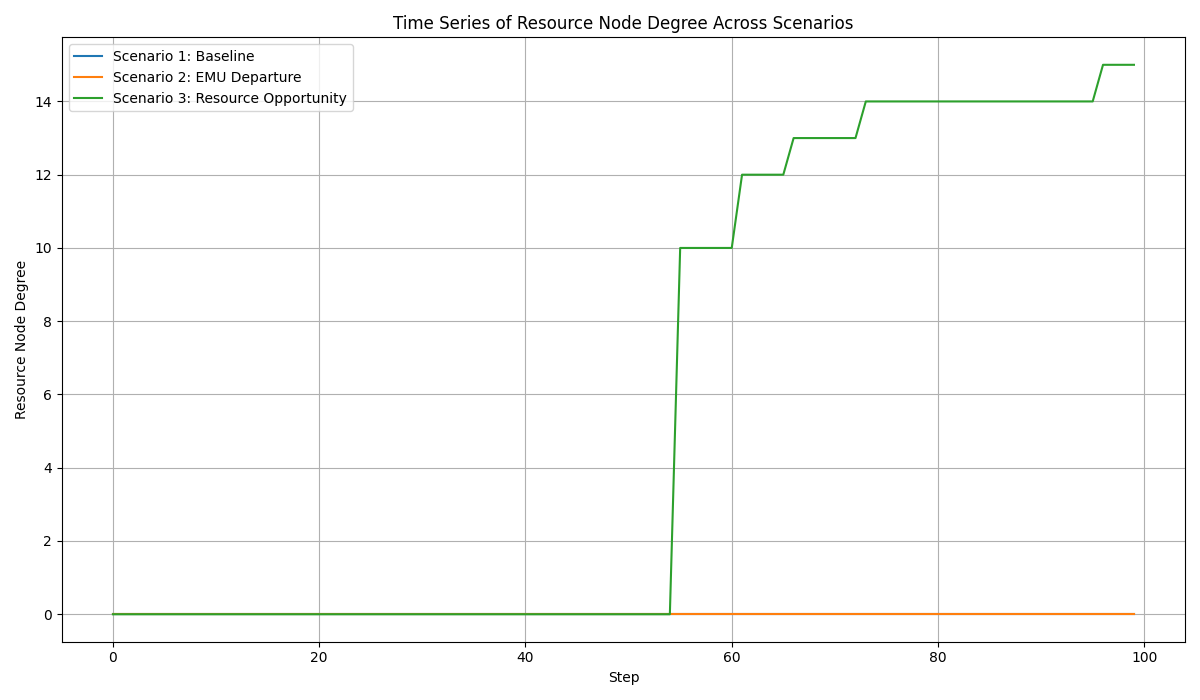 Time Series of Resource Node Degree Across Scenarios
Scenario 1: Baseline
Scenario 2: EMU Departure
Scenario 3: Resource Opportunity
Resource Node Degree
14
12
10
8
6
4
2
0
0 20 40 60 80 100
Step